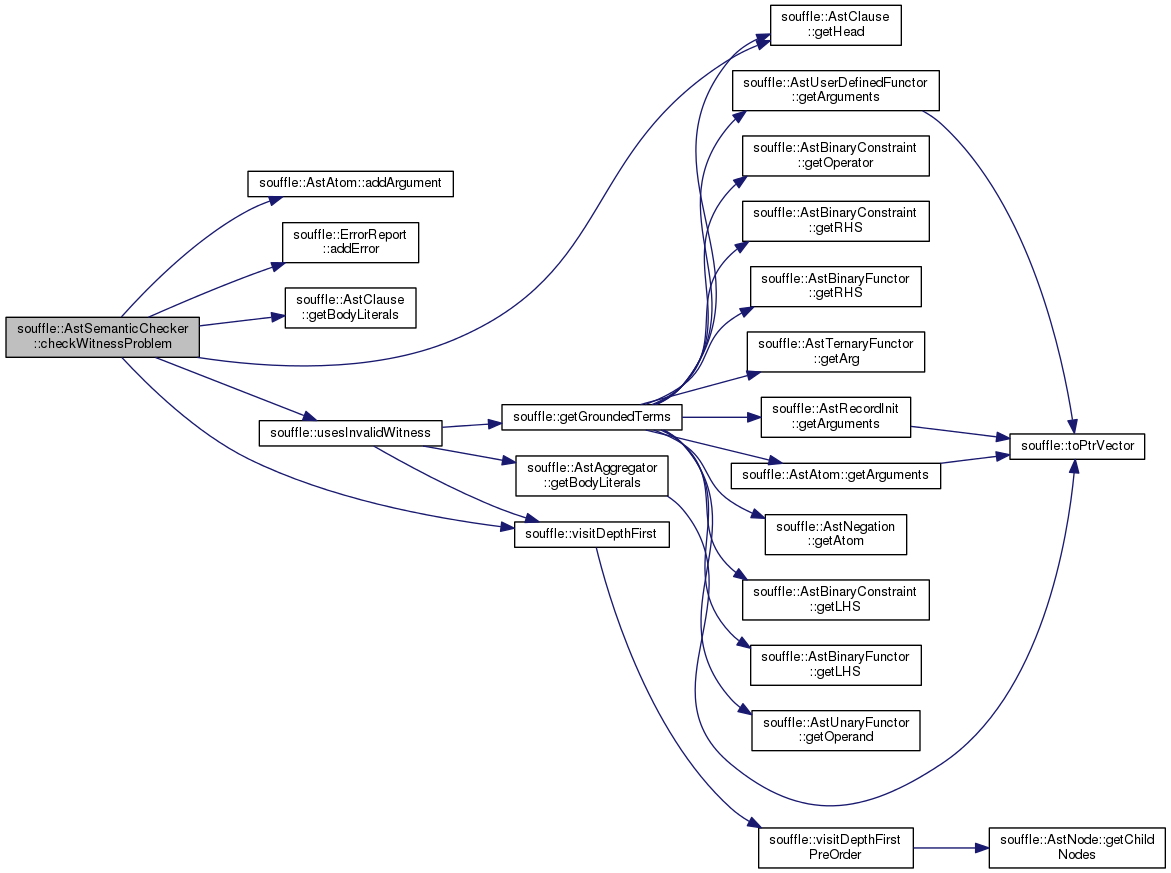 souffle::AstClause
::getHead
souffle::AstUserDefinedFunctor
::getArguments
souffle::AstBinaryConstraint
::getOperator
souffle::AstAtom::addArgument
souffle::AstBinaryConstraint
::getRHS
souffle::ErrorReport
::addError
souffle::AstBinaryFunctor
::getRHS
souffle::AstClause
::getBodyLiterals
souffle::AstSemanticChecker
::checkWitnessProblem
souffle::AstTernaryFunctor
::getArg
souffle::AstRecordInit
::getArguments
souffle::getGroundedTerms
souffle::usesInvalidWitness
souffle::toPtrVector
souffle::AstAggregator
::getBodyLiterals
souffle::AstAtom::getArguments
souffle::AstNegation
::getAtom
souffle::visitDepthFirst
souffle::AstBinaryConstraint
::getLHS
souffle::AstBinaryFunctor
::getLHS
souffle::AstUnaryFunctor
::getOperand
souffle::visitDepthFirst
PreOrder
souffle::AstNode::getChild
Nodes